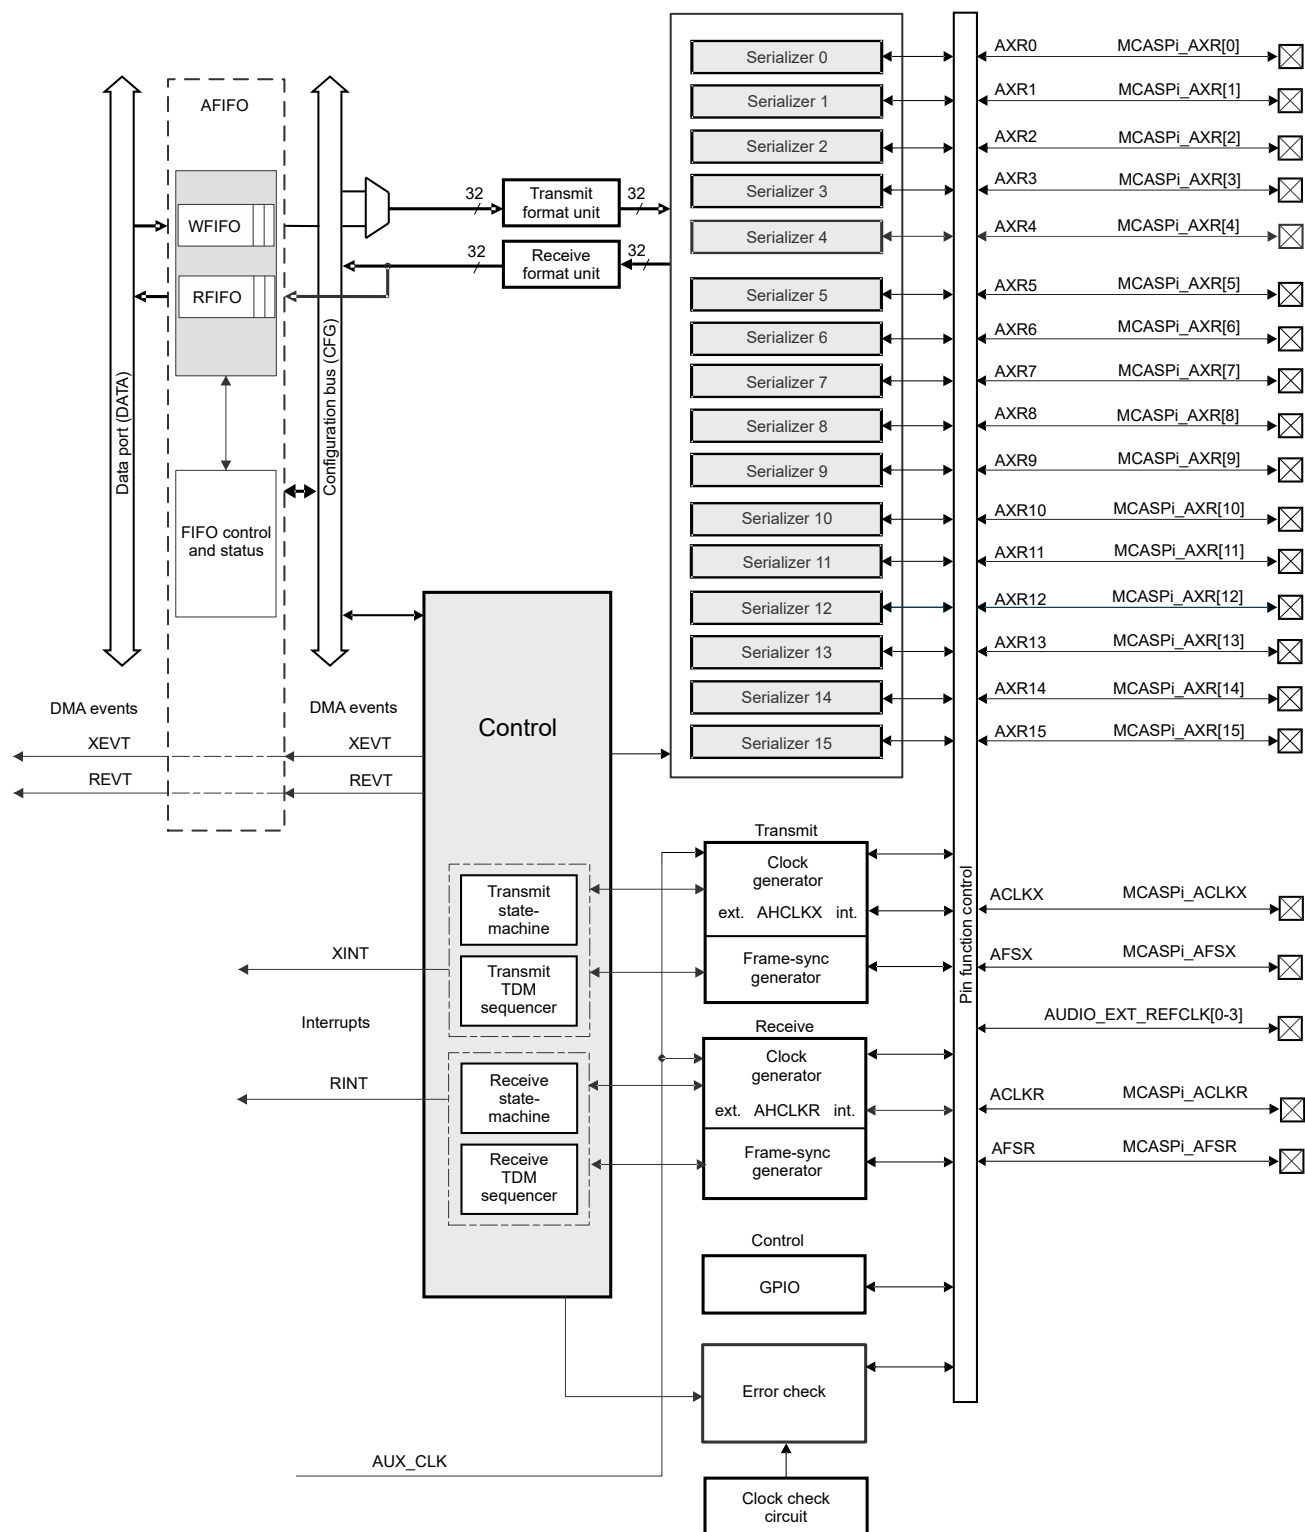 Serializer 0
AXR0
MCASPi_AXR[0]
Serializer 1
AXR1
MCASPi_AXR[1]
Serializer 2
AXR2
MCASPi_AXR[2]
Serializer 3
AXR3
MCASPi_AXR[3]
Serializer 4
AXR4
MCASPi_AXR[4]
Serializer 5
AXR5
MCASPi_AXR[5]
Serializer 6
AXR6
MCASPi_AXR[6]
Serializer 7
AXR7
MCASPi_AXR[7]
Serializer 8
AXR8
MCASPi_AXR[8]
Serializer 9
AXR9
MCASPi_AXR[9]
Serializer 10
AXR10
MCASPi_AXR[10]
Serializer 11
AXR11
MCASPi_AXR[11]
Serializer 12
AXR12
MCASPi_AXR[12]
Serializer 13
AXR13
MCASPi_AXR[13]
Serializer 14
AXR14
MCASPi_AXR[14]
Serializer 15
AXR15
MCASPi_AXR[15]
AFIFO
WFIFO
RFIFO
Data port (DATA)
Configuration bus (CFG)
FIFO control
and status
32
Transmit
format unit
32
32
Receive
format unit
32
DMA events
DMA events
XEVT
XEVT
REVT
REVT
Control
Transmit
state-
machine
Transmit
TDM
sequencer
Receive
state-
machine
Receive
TDM
sequencer
XINT
Interrupts
RINT
Transmit
Clock
generator
ext.
AHCLKX
int.
Frame-sync
generator
Receive
Clock
generator
ext.
AHCLKR
int.
Frame-sync
generator
Control
GPIO
Error check
Clock check
circuit
AUX_CLK
Pin function control
ACLKX
MCASPi_ACLKX
AFSX
MCASPi_AFSX
AUDIO_EXT_REFCLK[0-3]
ACLKR
MCASPi_ACLKR
AFSR
MCASPi_AFSR